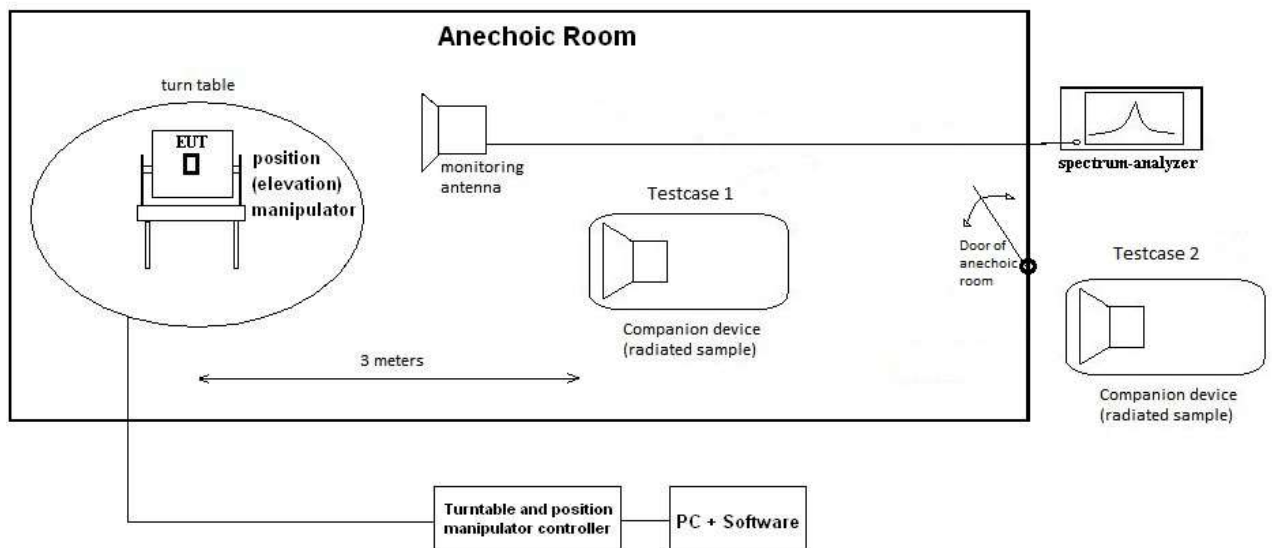 Anechoic Room
turn table
EUT
position
(elevation)
manipulator
monitoring
antenna
spectrum-analyzer
Testcase 1
Companion device
(radiated sample)
Door of
anechoic
room
Testcase 2
Companion device
(radiated sample)
3 meters
Turntable and position
manipulator controller
PC + Software